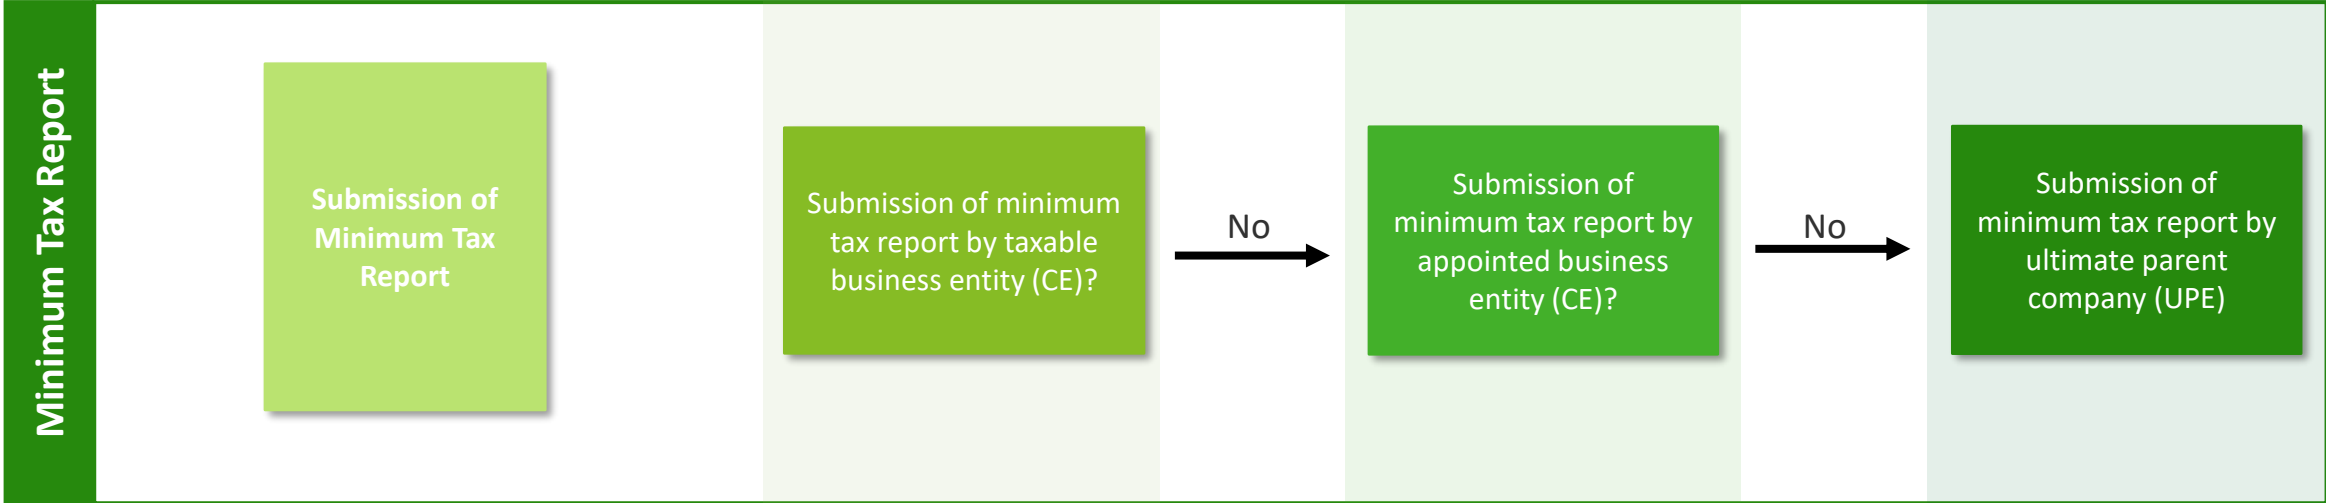 Minimum Tax Report
Submission of
Minimum Tax
Report
Submission of minimum
tax report by taxable
business entity (CE)?
No
Submission of
minimum tax report by
appointed business
entity (CE)?
No
Submission of
minimum tax report by
ultimate parent
company (UPE)